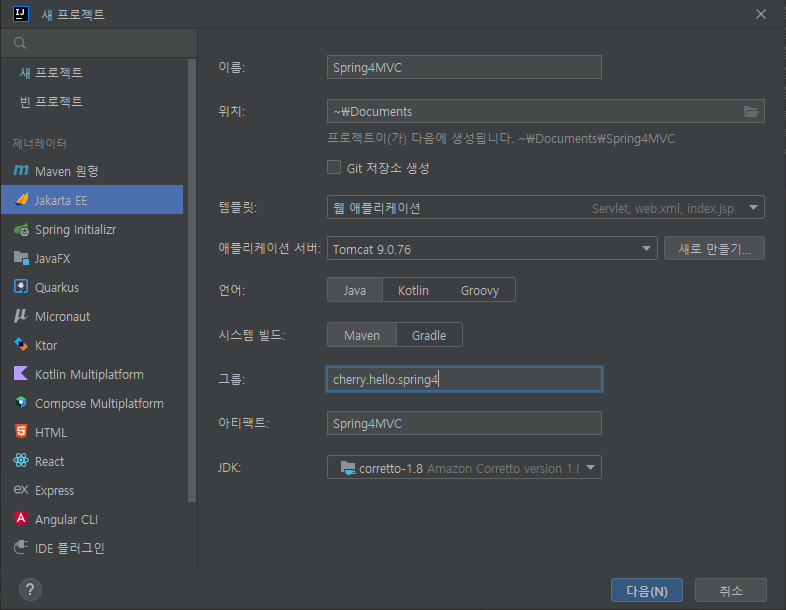 새 프로젝트
새 프로젝트
빈 프로젝트
제너레이터
Maven 원형
Jakarta EE
Spring Initializr
JavaFX
Quarkus
Micronaut
Ktor
Kotlin Multiplatform
Compose Multiplatform
HTML
React
Express
Angular CLI
IDE 플러그인
이름: Spring4MVC
위치: ~₩Documents
프로젝트이(가) 다음에 생성됩니다. ~₩Documents₩Spring4MVC
Git 저장소 생성
템플릿: 웹 애플리케이션 Servlet, web.xml, index.jsp
애플리케이션 서버: Tomcat 9.0.76 새로 만들기...
언어: Java Kotlin Groovy
시스템 빌드: Maven Gradle
그룹: cherry.hello.spring4
아티팩트: Spring4MVC
JDK: corretto-1.8 Amazon Corretto version 1.8
? 다음(N) 취소